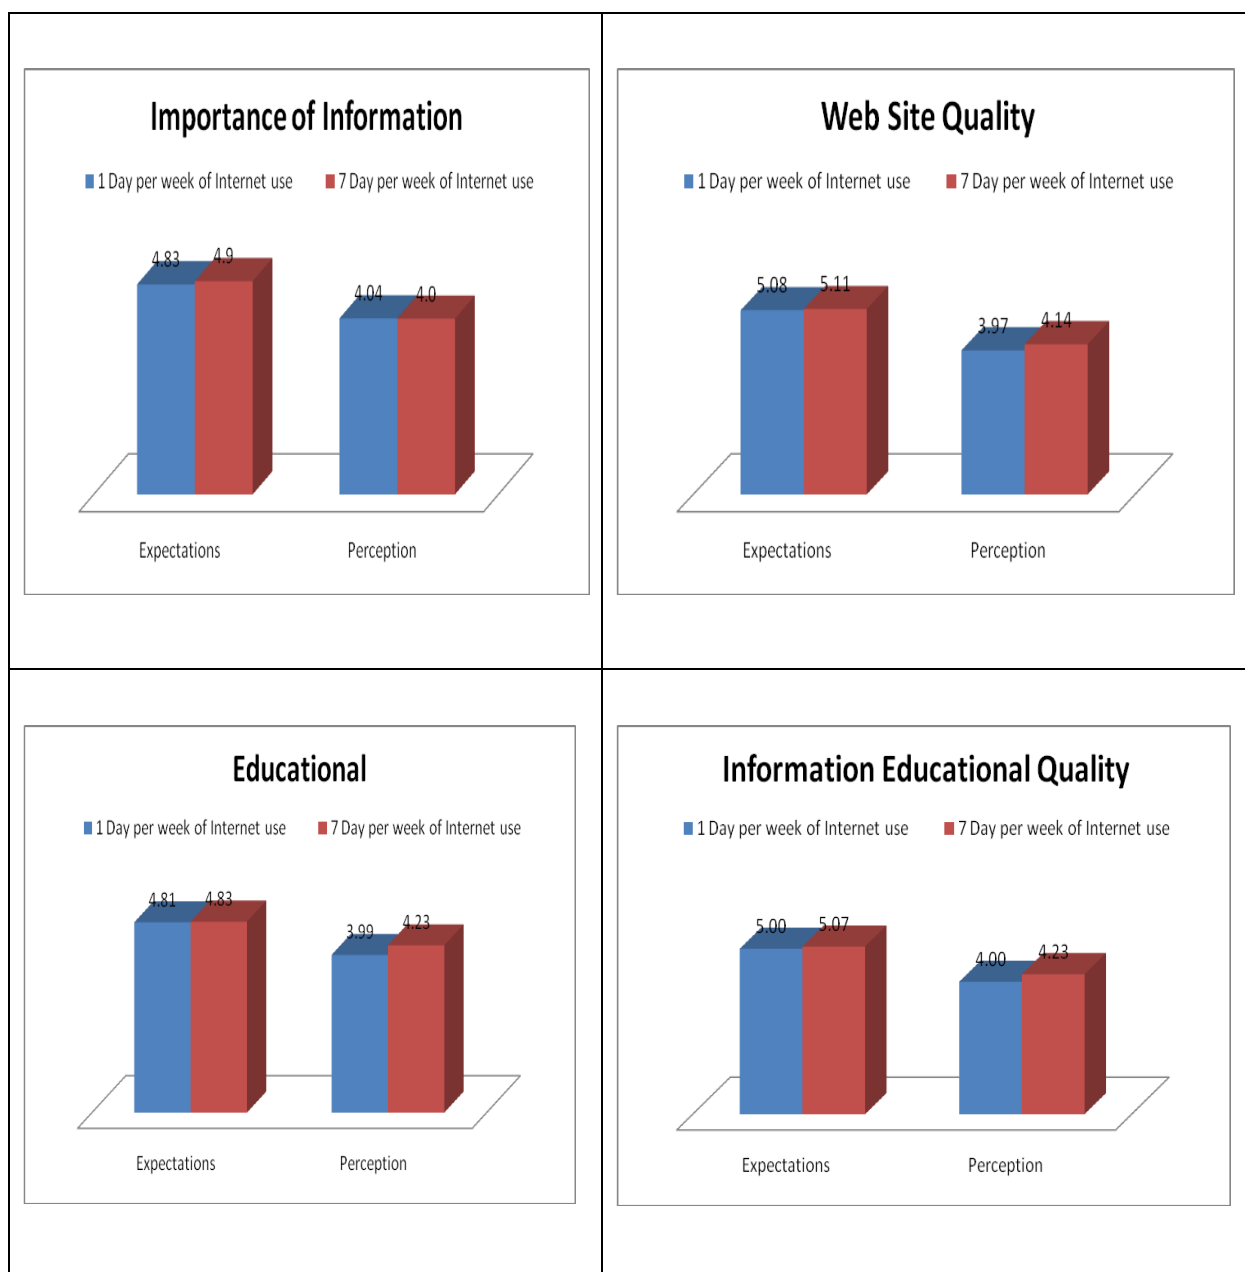 Importance of Information
1 Day per week of Internet use 7 Day per week of Internet use
4.83 4.9 4.04 4.0
Expectations Perception
Web Site Quality
1 Day per week of Internet use 7 Day per week of Internet use
5.08 5.11 3.97 4.14
Expectations Perception
Educational
1 Day per week of Internet use 7 Day per week of Internet use
4.81 4.83 3.99 4.23
Expectations Perception
Information Educational Quality
1 Day per week of Internet use 7 Day per week of Internet use
5.00 5.07 4.00 4.23
Expectations Perception